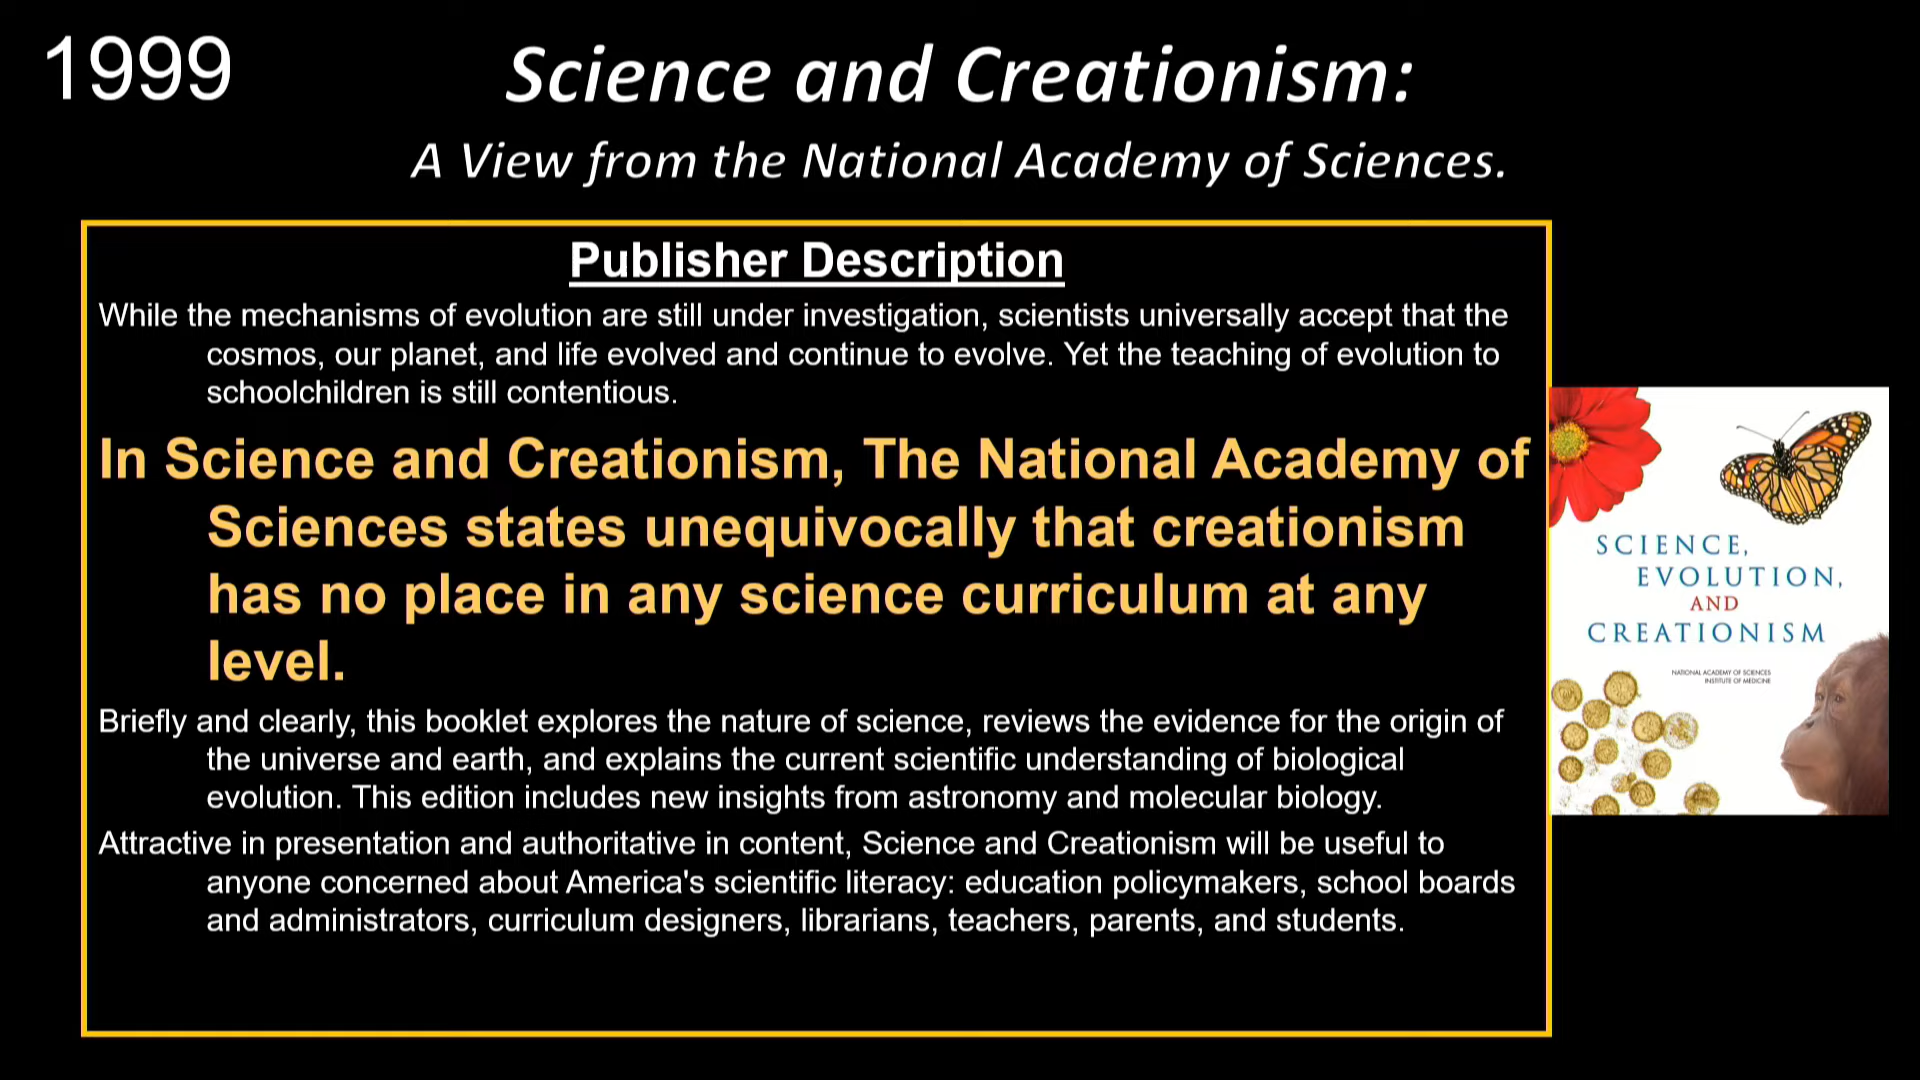 1999
Science and Creationism:
A View from the National Academy of Sciences.
Publisher Description
While the mechanisms of evolution are still under investigation, scientists universally accept that the
cosmos, our planet, and life evolved and continue to evolve. Yet the teaching of evolution to
schoolchildren is still contentious.
In Science and Creationism, The National Academy of
Sciences states unequivocally that creationism
has no place in any science curriculum at any
level.
Briefly and clearly, this booklet explores the nature of science, reviews the evidence for the origin of
the universe and earth, and explains the current scientific understanding of biological
evolution. This edition includes new insights from astronomy and molecular biology.
Attractive in presentation and authoritative in content, Science and Creationism will be useful to
anyone concerned about America's scientific literacy: education policymakers, school boards
and administrators, curriculum designers, librarians, teachers, parents, and students.
SCIENCE,
EVOLUTION,
AND
CREATIONISM
NATIONAL ACADEMY OF SCIENCES
INSTITUTE OF MEDICINE